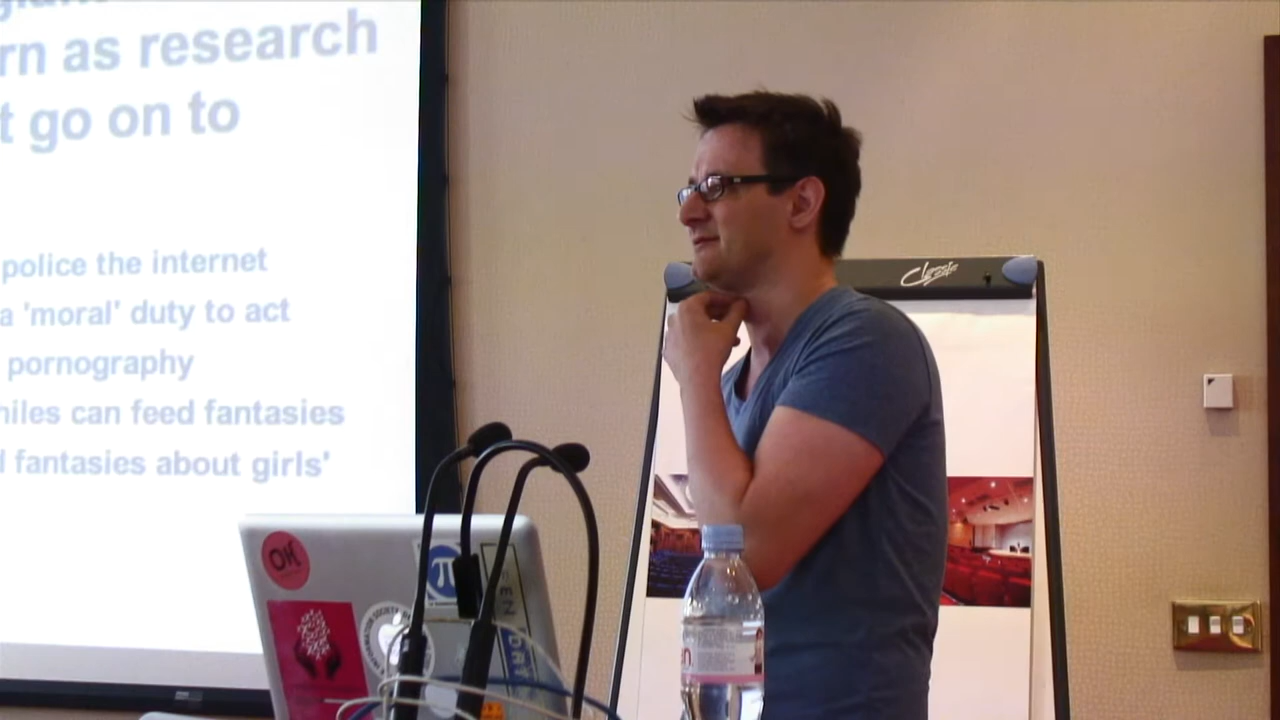 rn as research
t go on to
police the internet
a 'moral' duty to act
pornography
hiles can feed fantasies
l fantasies about girls'
Classic
OK
π